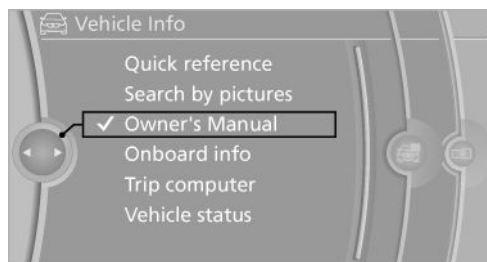 Vehicle Info
Quick reference
Search by pictures
Owner's Manual
Onboard info
Trip computer
Vehicle status